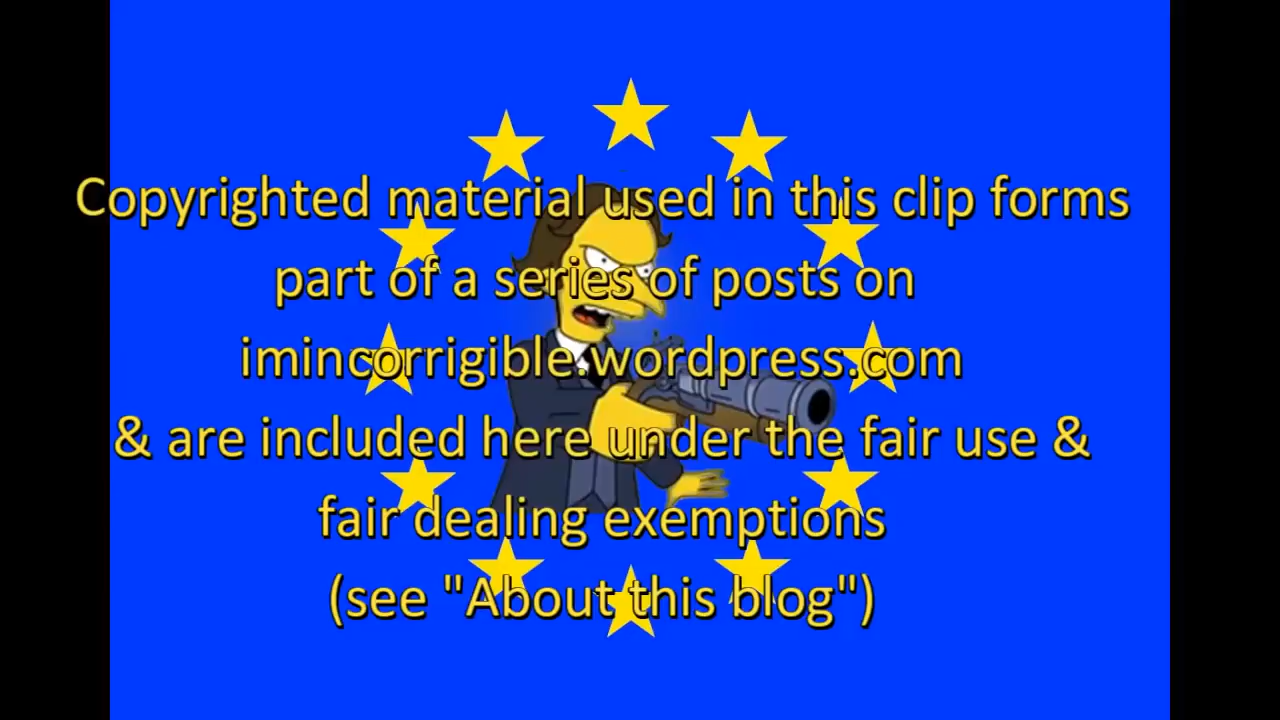 Copyrighted material used in this clip forms
part of a series of posts on
imincorrigible.wordpress.com
& are included here under the fair use &
fair dealing exemptions
(see "About this blog")